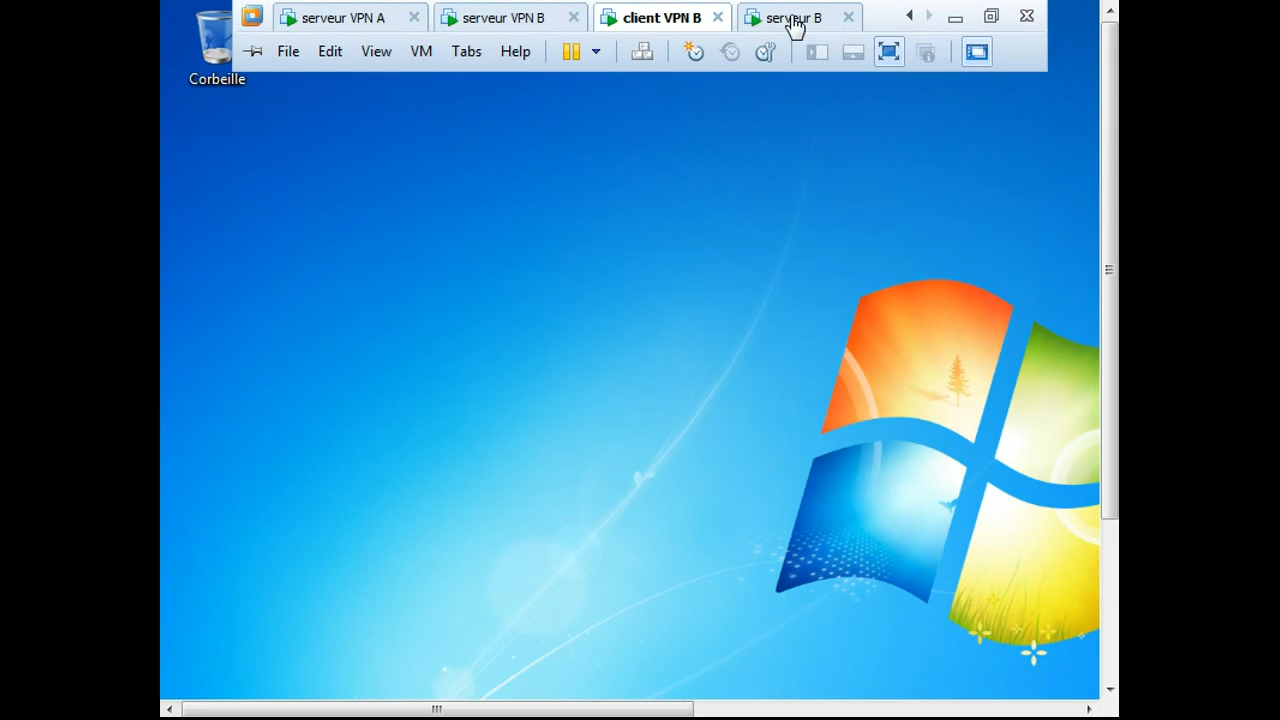 serveur VPN A
serveur VPN B
client VPN B
serveur B
File Edit View VM Tabs Help
Corbeille